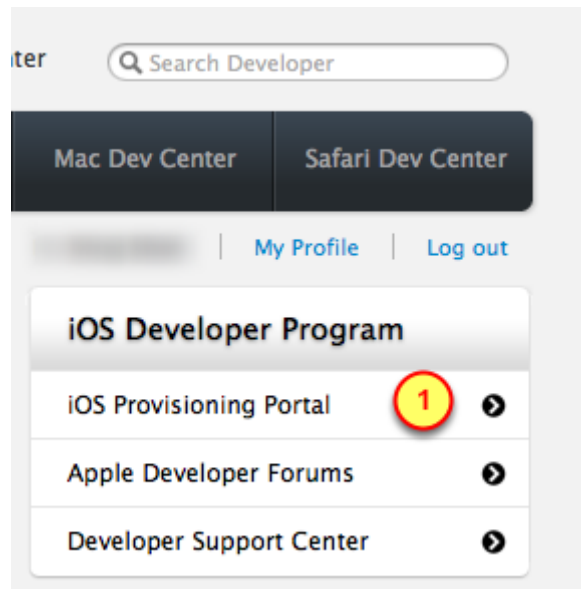 ter
Search Developer
Mac Dev Center Safari Dev Center
My Profile Log out
iOS Developer Program
iOS Provisioning Portal 1
Apple Developer Forums
Developer Support Center